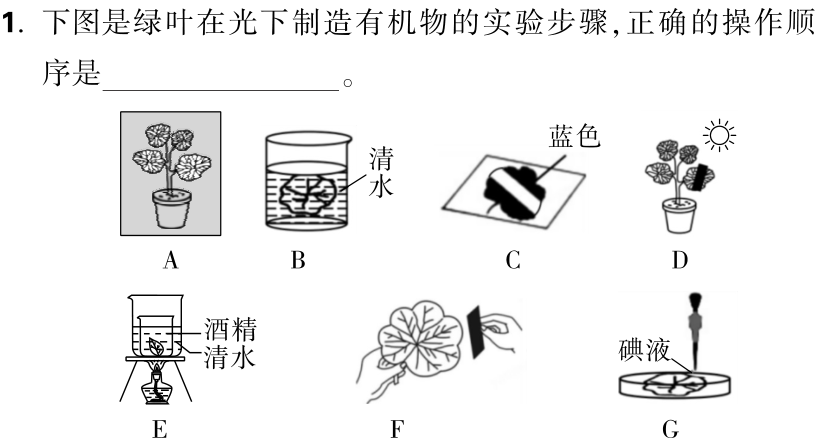 1. 下图是绿叶在光下制造有机物的实验步骤,正确的操作顺
序是________________。
蓝色
清
水
A B C D
酒精
清水
碘液
E F G